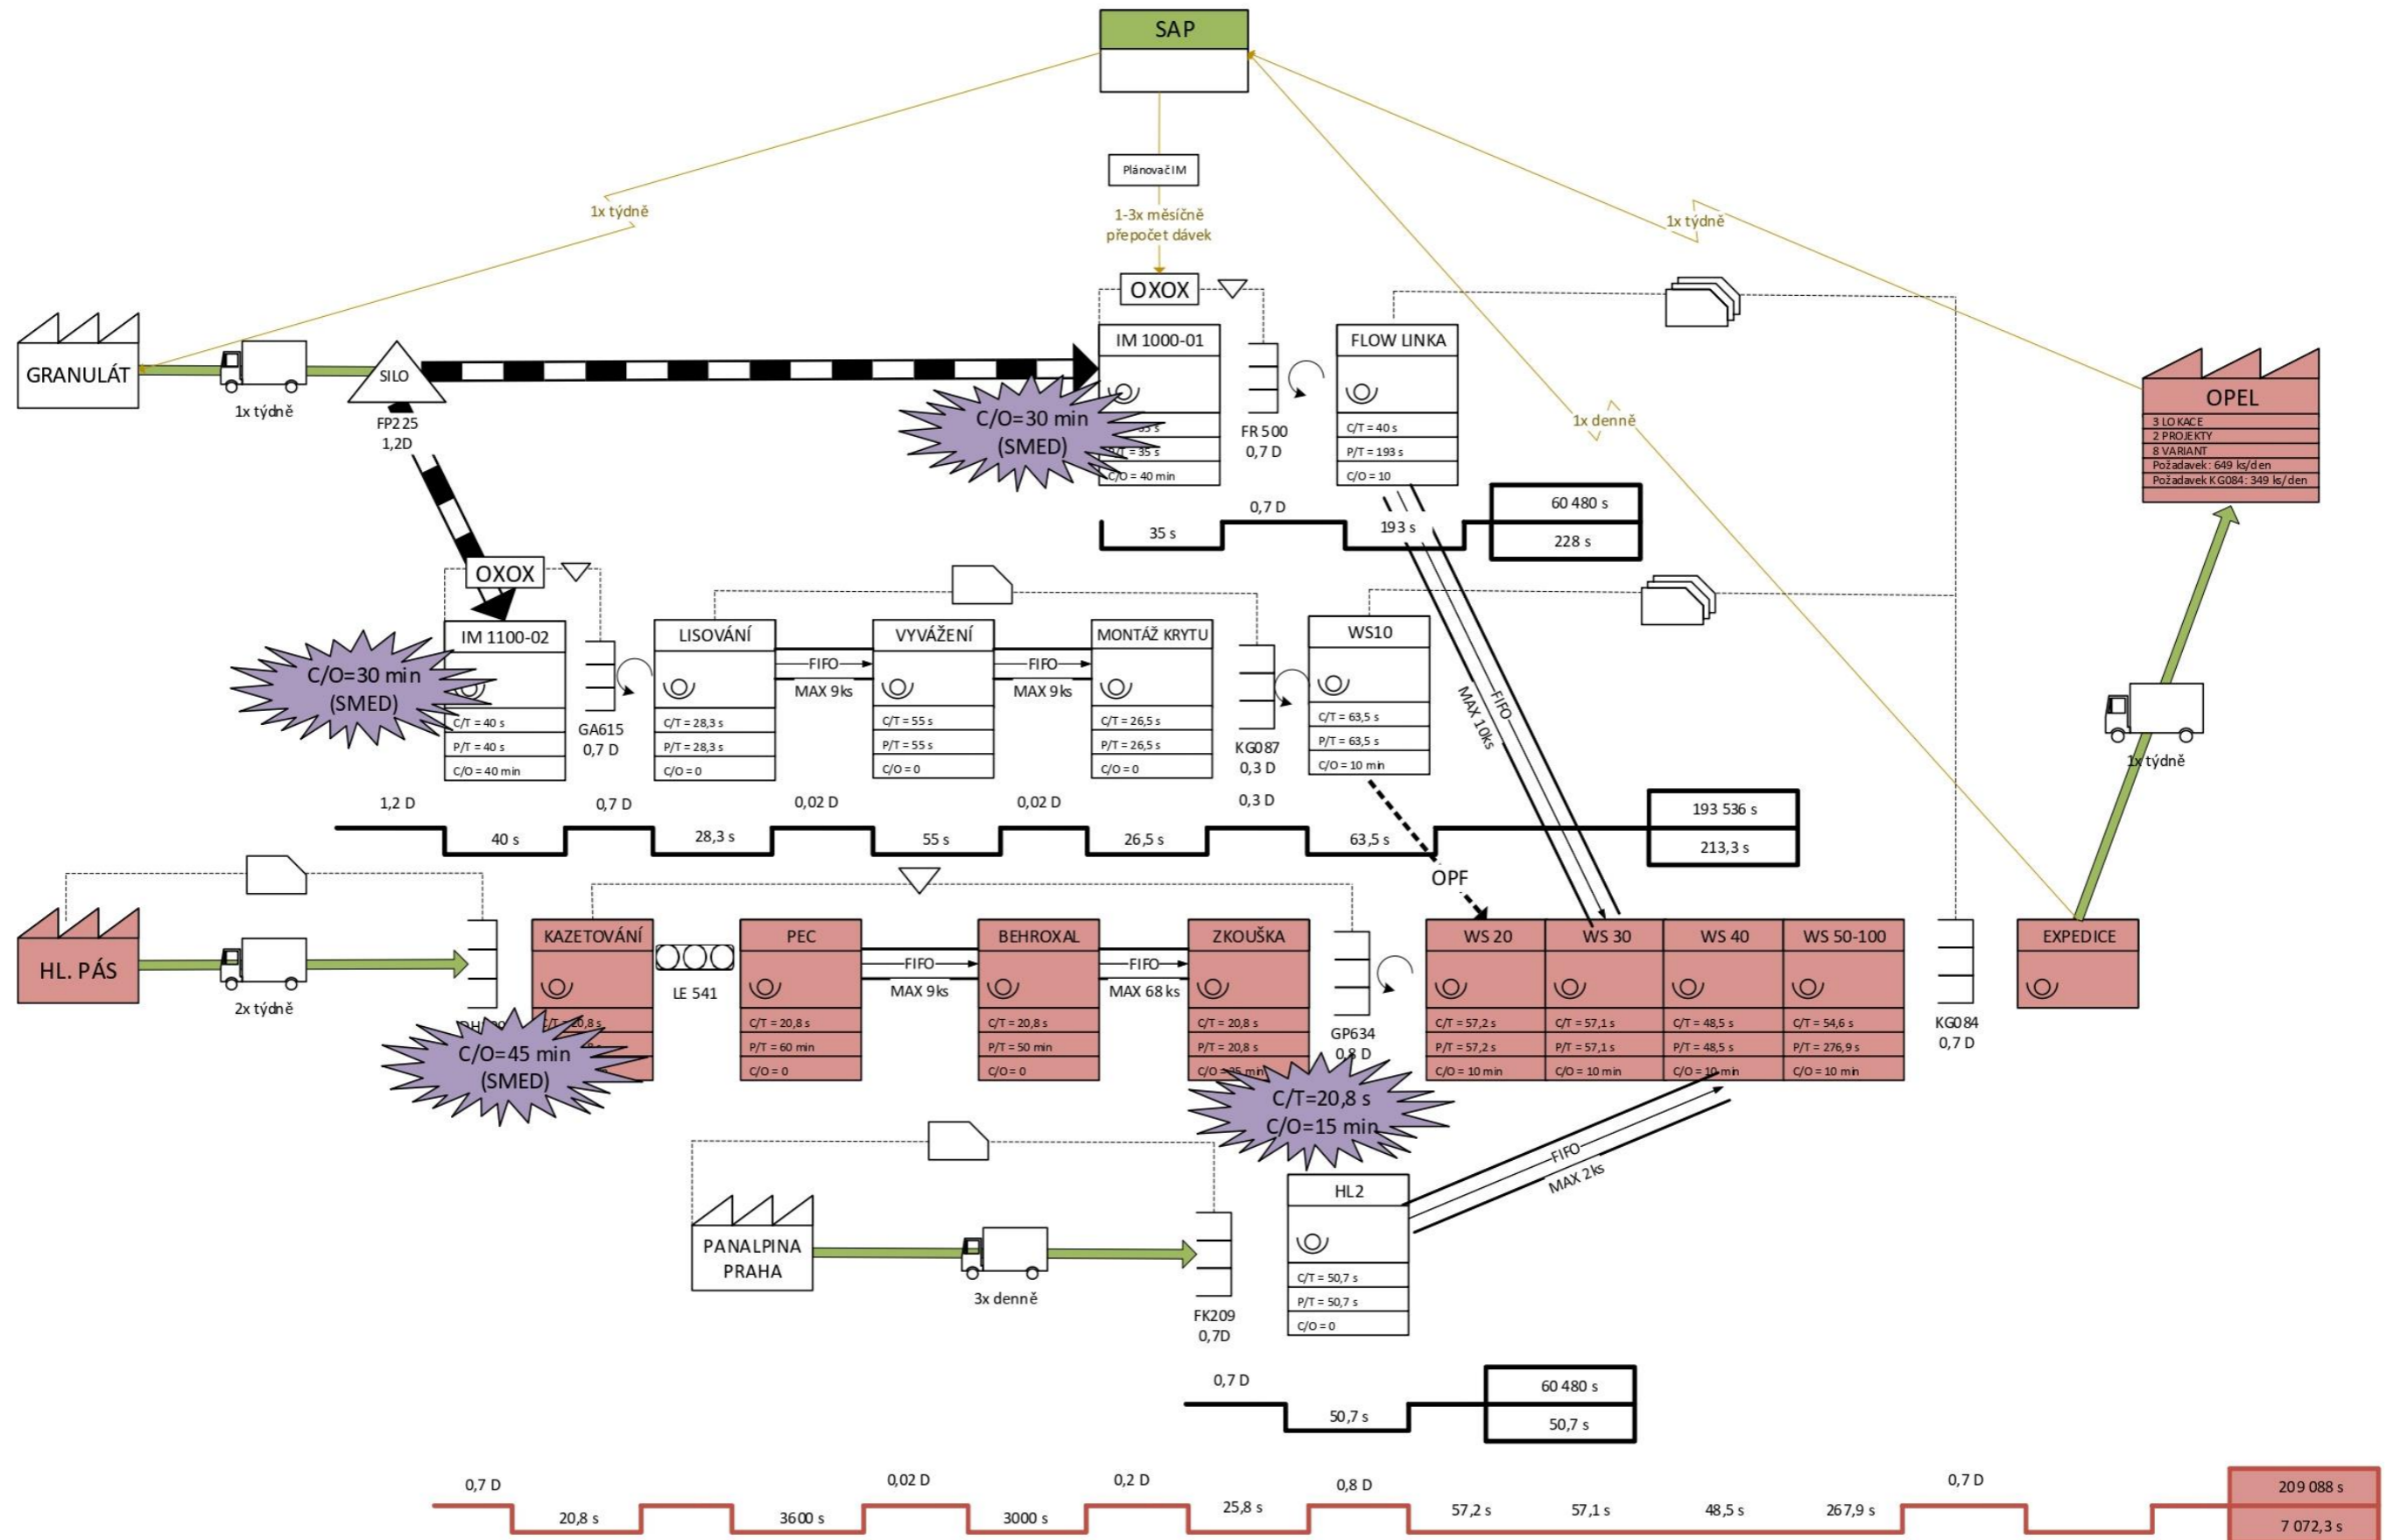 SAP
Plánovač IM
1x týdně
1-3x měsíčně
přepočet dávek
1x týdně
OXOX
GRANULÁT
1x týdně
SILO
FP225
1,2D
IM 1000-01
P/T = 35 s
C/O = 40 min
C/O=30 min
(SMED)
FR 500
0,7 D
FLOW LINKA
C/T = 40 s
P/T = 193 s
C/O = 10
1x denně
OPEL
3 LOKACE
2 PROJEKTY
8 VARIANT
Požadavek: 649 ks/den
Požadavek KG084: 349 ks/den
35 s
0,7 D
193 s
60 480 s
228 s
OXOX
IM 1100-02
C/T = 40 s
P/T = 40 s
C/O = 40 min
C/O=30 min
(SMED)
GA615
0,7 D
LISOVÁNÍ
C/T = 28,3 s
P/T = 28,3 s
C/O = 0
FIFO
MAX 9ks
VYVÁŽENÍ
C/T = 55 s
P/T = 55 s
C/O = 0
FIFO
MAX 9ks
MONTÁŽ KRYTU
C/T = 26,5 s
P/T = 26,5 s
C/O = 0
KG087
0,3 D
WS10
C/T = 63,5 s
P/T = 63,5 s
C/O = 10 min
FIFO
MAX 10ks
1x týdně
1,2 D
40 s
0,7 D
28,3 s
0,02 D
55 s
0,02 D
26,5 s
0,3 D
63,5 s
193 536 s
213,3 s
OPF
HL. PÁS
2x týdně
KAZETOVÁNÍ
C/T = 20,8 s
C/O=45 min
(SMED)
LE 541
PEC
C/T = 20,8 s
P/T = 60 min
C/O = 0
FIFO
MAX 9ks
BEHROXAL
C/T = 20,8 s
P/T = 50 min
C/O = 0
FIFO
MAX 68 ks
ZKOUŠKA
C/T = 20,8 s
P/T = 20,8 s
C/O = 25 min
GP634
0,8 D
C/T=20,8 s
C/O=15 min
WS 20
C/T = 57,2 s
P/T = 57,2 s
C/O = 10 min
WS 30
C/T = 57,1 s
P/T = 57,1 s
C/O = 10 min
WS 40
C/T = 48,5 s
P/T = 48,5 s
C/O = 10 min
WS 50-100
C/T = 54,6 s
P/T = 276,9 s
C/O = 10 min
KG084
0,7 D
EXPEDICE
PANALPINA
PRAHA
3x denně
FK209
0,7D
HL2
C/T = 50,7 s
P/T = 50,7 s
C/O = 0
FIFO
MAX 2ks
0,7 D
50,7 s
60 480 s
50,7 s
0,7 D
20,8 s
3600 s
0,02 D
3000 s
0,2 D
25,8 s
0,8 D
57,2 s
57,1 s
48,5 s
267,9 s
0,7 D
209 088 s
7 072,3 s